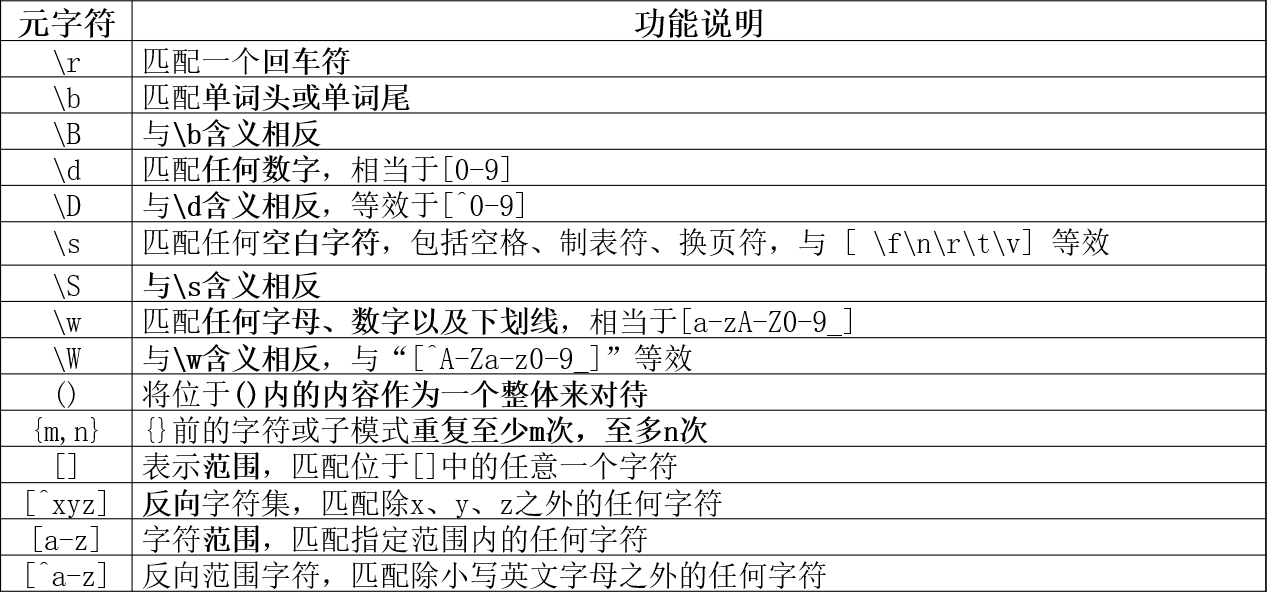 元字符 功能说明
\r 匹配一个回车符
\b 匹配单词头或单词尾
\B 与\b含义相反
\d 匹配任何数字，相当于[0-9]
\D 与\d含义相反，等效于[^0-9]
\s 匹配任何空白字符，包括空格、制表符、换页符，与 [ \f\n\r\t\v] 等效
\S 与\s含义相反
\w 匹配任何字母、数字以及下划线，相当于[a-zA-Z0-9_]
\W 与\w含义相反，与“[^A-Za-z0-9_]”等效
() 将位于()内的内容作为一个整体来对待
{m,n} {}前的字符或子模式重复至少m次，至多n次
[] 表示范围，匹配位于[]中的任意一个字符
[^xyz] 反向字符集，匹配除x、y、z之外的任何字符
[a-z] 字符范围，匹配指定范围内的任何字符
[^a-z] 反向范围字符，匹配除小写英文字母之外的任何字符